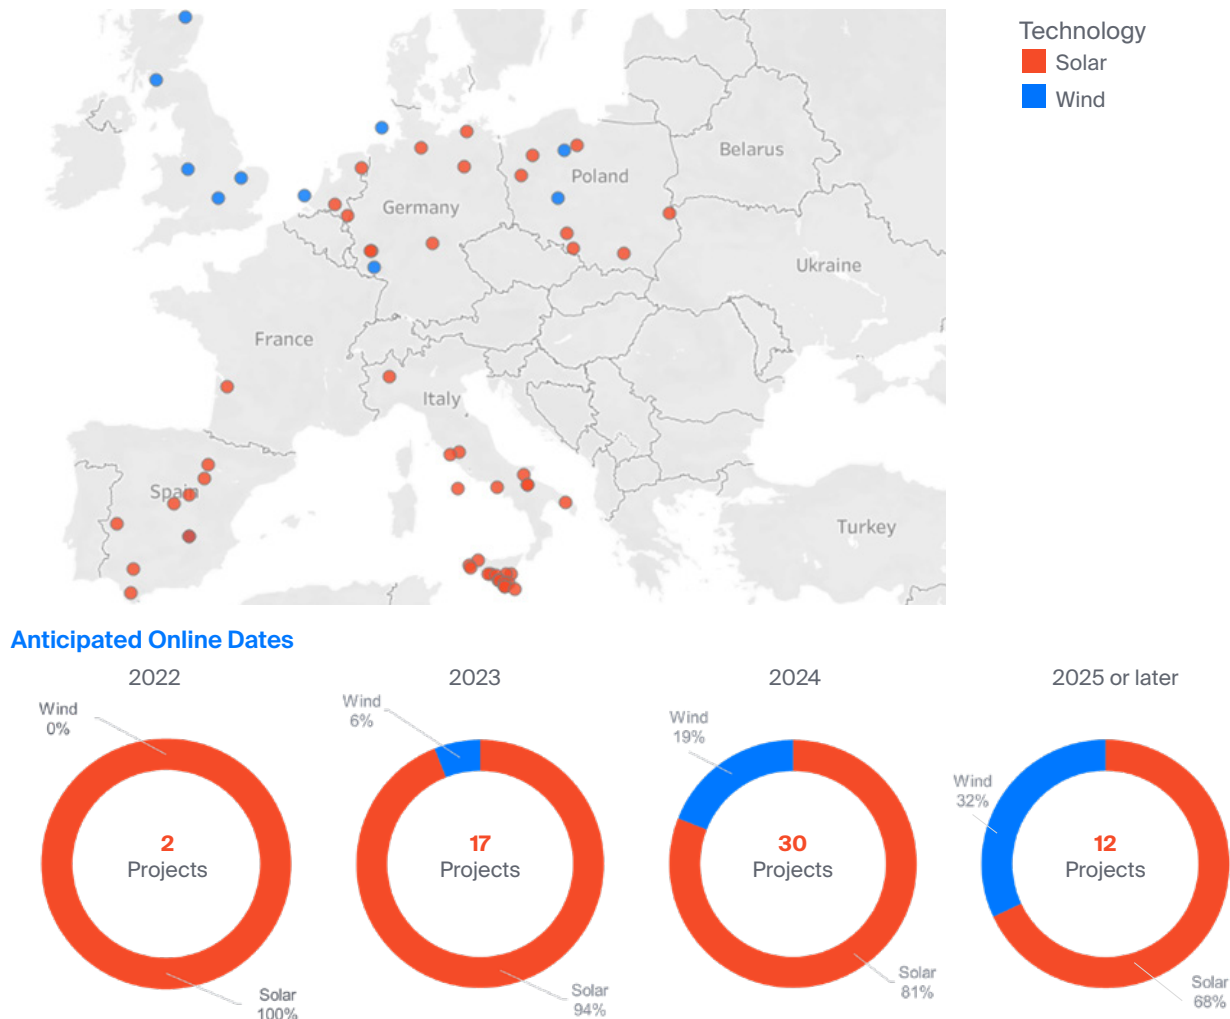 Technology
Solar
Wind
Belarus
Poland
Germany
Ukraine
France
Italy
Spain
Turkey
Anticipated Online Dates
2022
2023
2024
2025 or later
Wind
0%
2
Projects
Solar
100%
Wind
6%
17
Projects
Solar
94%
Wind
19%
30
Projects
Solar
81%
Wind
32%
12
Projects
Solar
68%